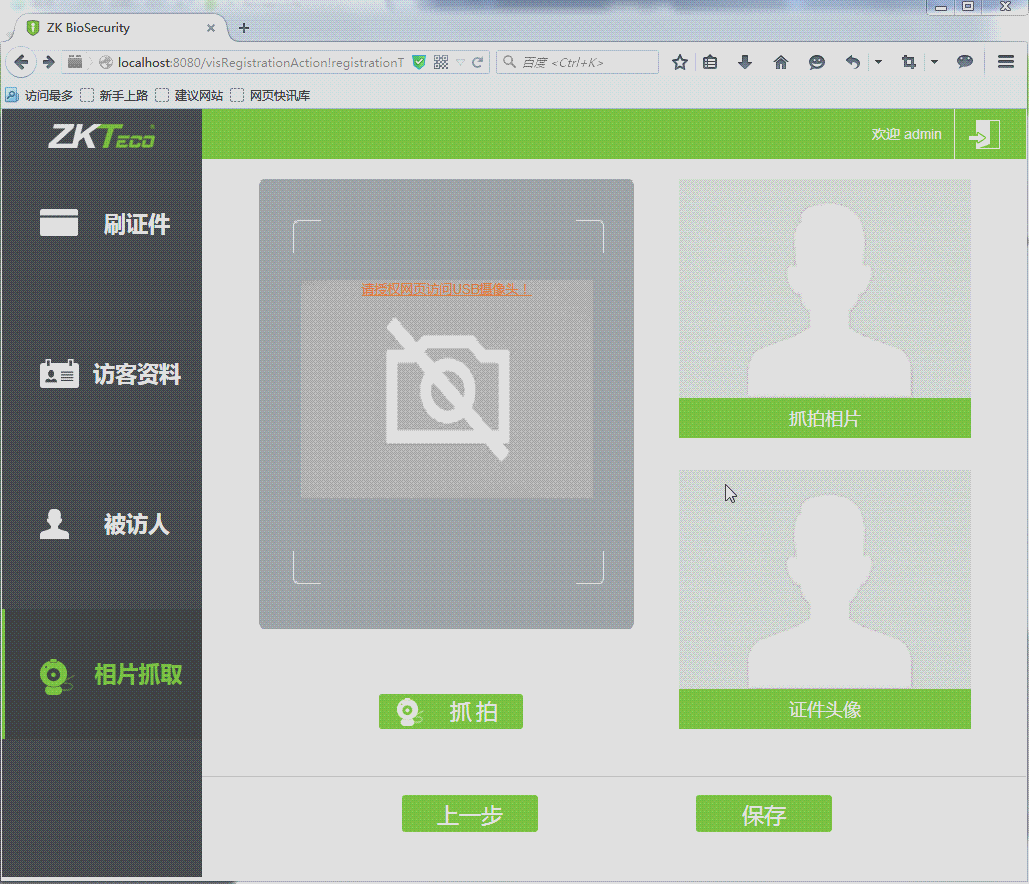 ZK BioSecurity
localhost:8080/visRegistrationAction!registrationT
百度 <Ctrl+K>
访问最多 新手上路 建议网站 网页快讯库
ZKTECO
欢迎 admin
刷证件
访客资料
被访人
相片抓取
请授权网页访问USB摄像头！
抓拍相片
证件头像
抓 拍
上一步
保存